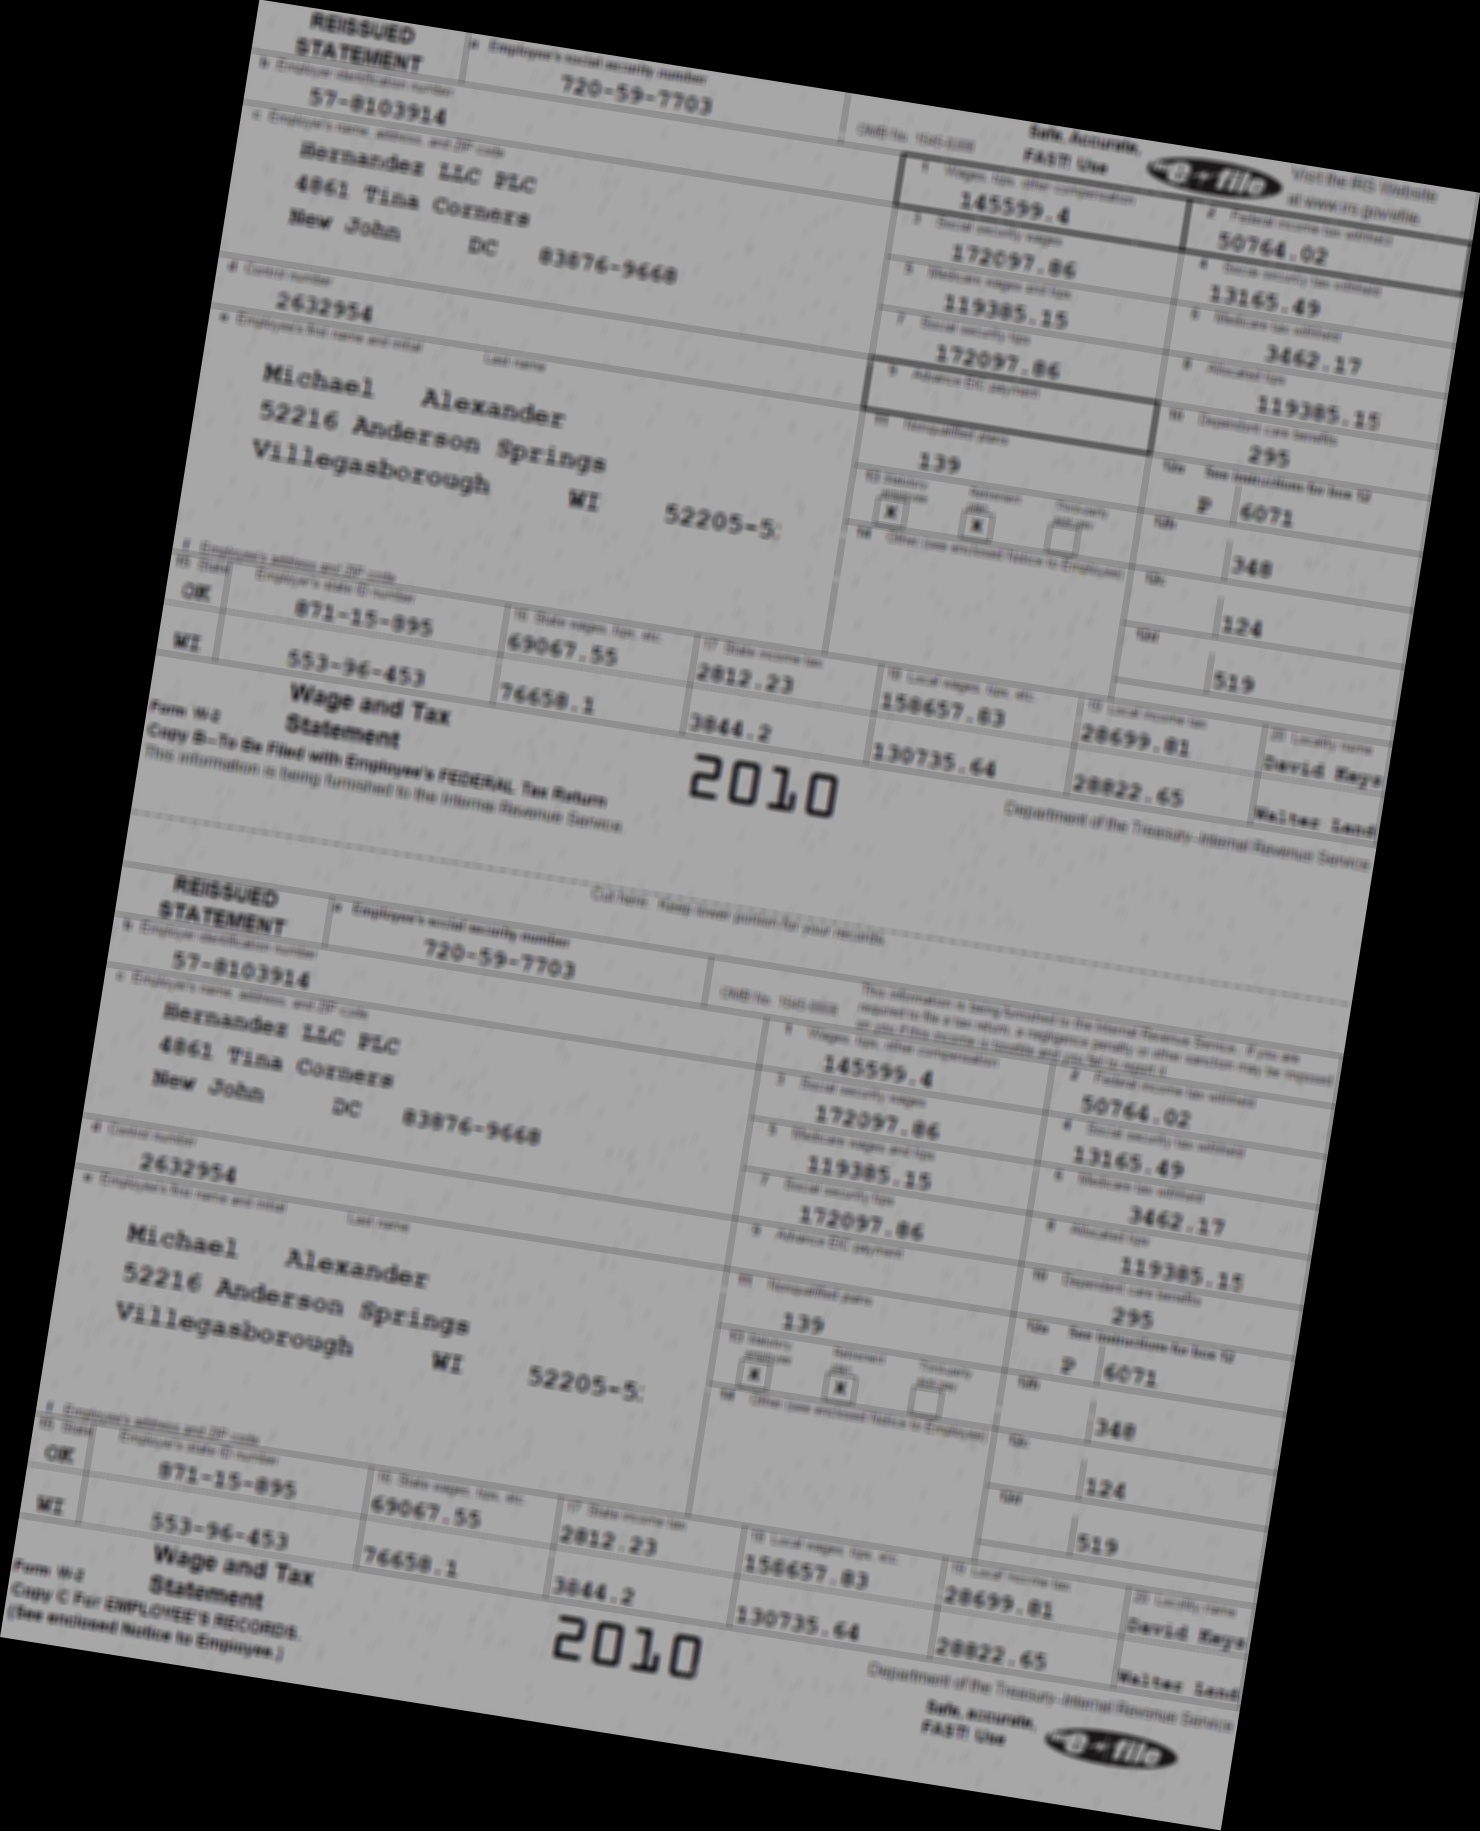 REISSUED STATEMENT
a Employee's social security number
720-59-7703
b Employer identification number
57-8103914
OMB No. 1545-0008
Safe, Accurate, FAST! Use
e-file
Visit the IRS Website at www.irs.gov/efile.
c Employer's name, address, and ZIP code
Hernandez LLC PLC
4861 Tina Corners
New John DC 83876-9668
1 Wages, tips, other compensation
145599.4
2 Federal income tax withheld
50764.02
3 Social security wages
172097.86
4 Social security tax withheld
13165.49
5 Medicare wages and tips
119385.15
6 Medicare tax withheld
3462.17
d Control number
2632954
7 Social security tips
172097.86
8 Allocated tips
119385.15
e Employee's first name and initial Last name
Michael Alexander
52216 Anderson Springs
Villegasborough WI 52205-5
9 Advance EIC payment
10 Dependent care benefits
295
11 Nonqualified plans
139
12a See instructions for box 12
P 6071
13 Statutory employee Retirement plan Third-party sick pay
X X
12b
348
14 Other (see enclosed Notice to Employee)
12c
124
12d
519
f Employee's address and ZIP code
15 State Employer's state ID number
16 State wages, tips, etc.
17 State income tax
18 Local wages, tips, etc.
19 Local income tax
20 Locality name
OK 871-15-895 69067.55 2812.23 158657.83 28699.81 David Keys
WI 553-96-453 76658.1 3844.2 130735.64 28822.65 Walter Land
Form W-2
Wage and Tax Statement
2010
Department of the Treasury-Internal Revenue Service
Copy B-To Be Filed with Employee's FEDERAL Tax Return
This information is being furnished to the Internal Revenue Service
Cut here. Keep lower portion for your records.
REISSUED STATEMENT
a Employee's social security number
720-59-7703
b Employer identification number
57-8103914
OMB No. 1545-0008
This information is being furnished to the Internal Revenue Service. If you are
required to file a tax return, a negligence penalty or other sanction may be imposed
on you if this income is taxable and you fail to report it.
c Employer's name, address, and ZIP code
Hernandez LLC PLC
4861 Tina Corners
New John DC 83876-9668
1 Wages, tips, other compensation
145599.4
2 Federal income tax withheld
50764.02
3 Social security wages
172097.86
4 Social security tax withheld
13165.49
5 Medicare wages and tips
119385.15
6 Medicare tax withheld
3462.17
d Control number
2632954
7 Social security tips
172097.86
8 Allocated tips
119385.15
e Employee's first name and initial Last name
Michael Alexander
52216 Anderson Springs
Villegasborough WI 52205-5
9 Advance EIC payment
10 Dependent care benefits
295
11 Nonqualified plans
139
12a See instructions for box 12
P 6071
13 Statutory employee Retirement plan Third-party sick pay
X X
12b
348
14 Other (see enclosed Notice to Employee)
12c
124
12d
519
f Employee's address and ZIP code
15 State Employer's state ID number
16 State wages, tips, etc.
17 State income tax
18 Local wages, tips, etc.
19 Local income tax
20 Locality name
OK 871-15-895 69067.55 2812.23 158657.83 28699.81 David Keys
WI 553-96-453 76658.1 3844.2 130735.64 28822.65 Walter Land
Form W-2
Wage and Tax Statement
2010
Department of the Treasury-Internal Revenue Service
Copy C For EMPLOYEE'S RECORDS.
(See enclosed Notice to Employee.)
Safe, accurate, FAST! Use
e-file